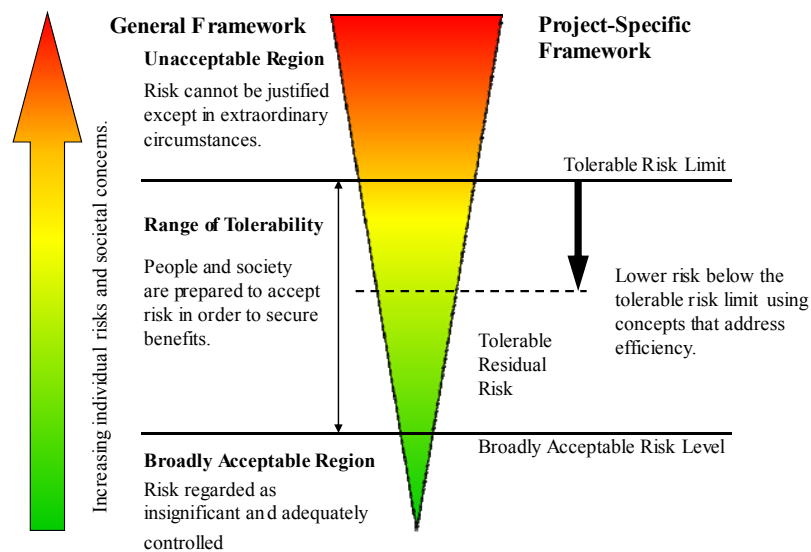 General Framework
Project-Specific
Framework
Unacceptable Region
Risk cannot be justified
except in extraordinary
circumstances.
Tolerable Risk Limit
Range of Tolerability
People and society
are prepared to accept
risk in order to secure
benefits.
Lower risk below the
tolerable risk limit using
concepts that address
efficiency.
Tolerable
Residual
Risk
Broadly Acceptable Risk Level
Broadly Acceptable Region
Risk regarded as
insignificant and adequately
controlled
Increasing individual risks and societal concerns.